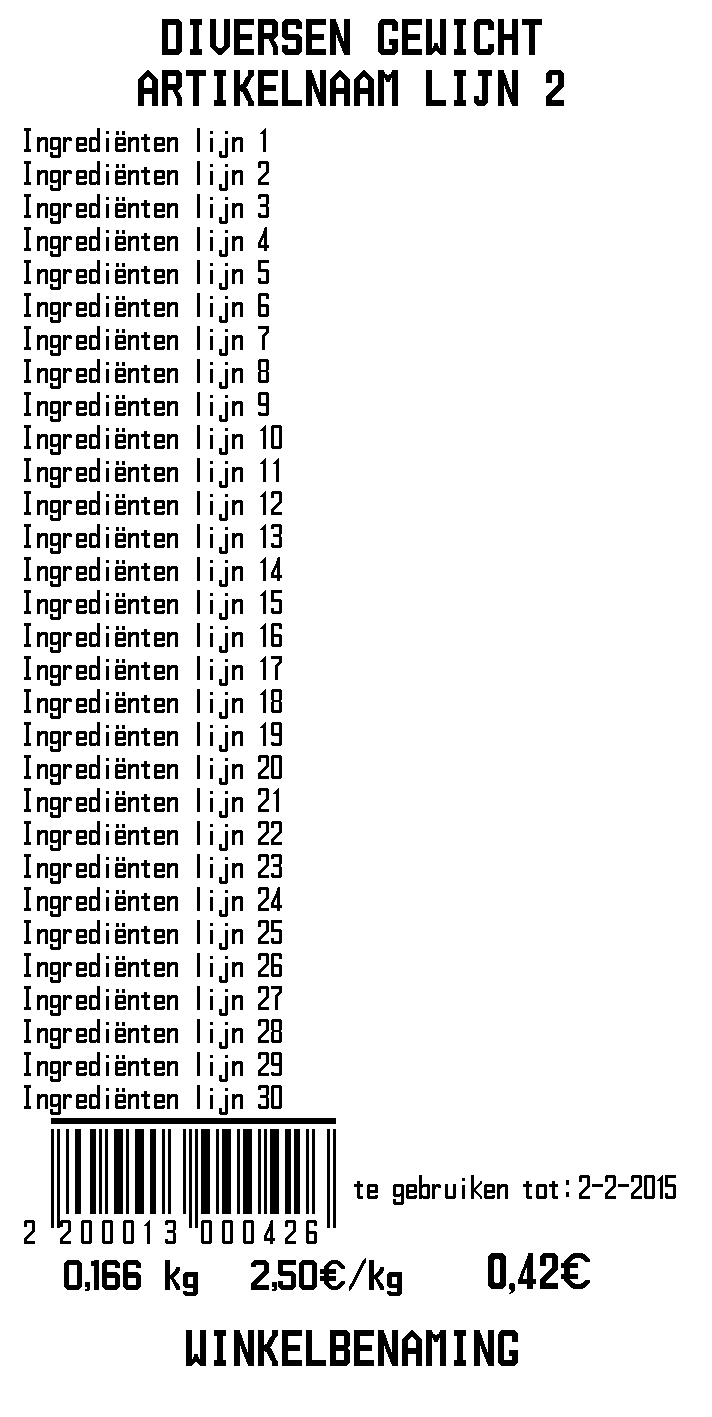 DIVERSEN GEWICHT
ARTIKELNAAM LIJN 2
Ingrediënten lijn 1
Ingrediënten lijn 2
Ingrediënten lijn 3
Ingrediënten lijn 4
Ingrediënten lijn 5
Ingrediënten lijn 6
Ingrediënten lijn 7
Ingrediënten lijn 8
Ingrediënten lijn 9
Ingrediënten lijn 10
Ingrediënten lijn 11
Ingrediënten lijn 12
Ingrediënten lijn 13
Ingrediënten lijn 14
Ingrediënten lijn 15
Ingrediënten lijn 16
Ingrediënten lijn 17
Ingrediënten lijn 18
Ingrediënten lijn 19
Ingrediënten lijn 20
Ingrediënten lijn 21
Ingrediënten lijn 22
Ingrediënten lijn 23
Ingrediënten lijn 24
Ingrediënten lijn 25
Ingrediënten lijn 26
Ingrediënten lijn 27
Ingrediënten lijn 28
Ingrediënten lijn 29
Ingrediënten lijn 30
te gebruiken tot:2-2-2015
2 200013 000426
0,166 kg 2,50€/kg 0,42€
WINKELBENAMING